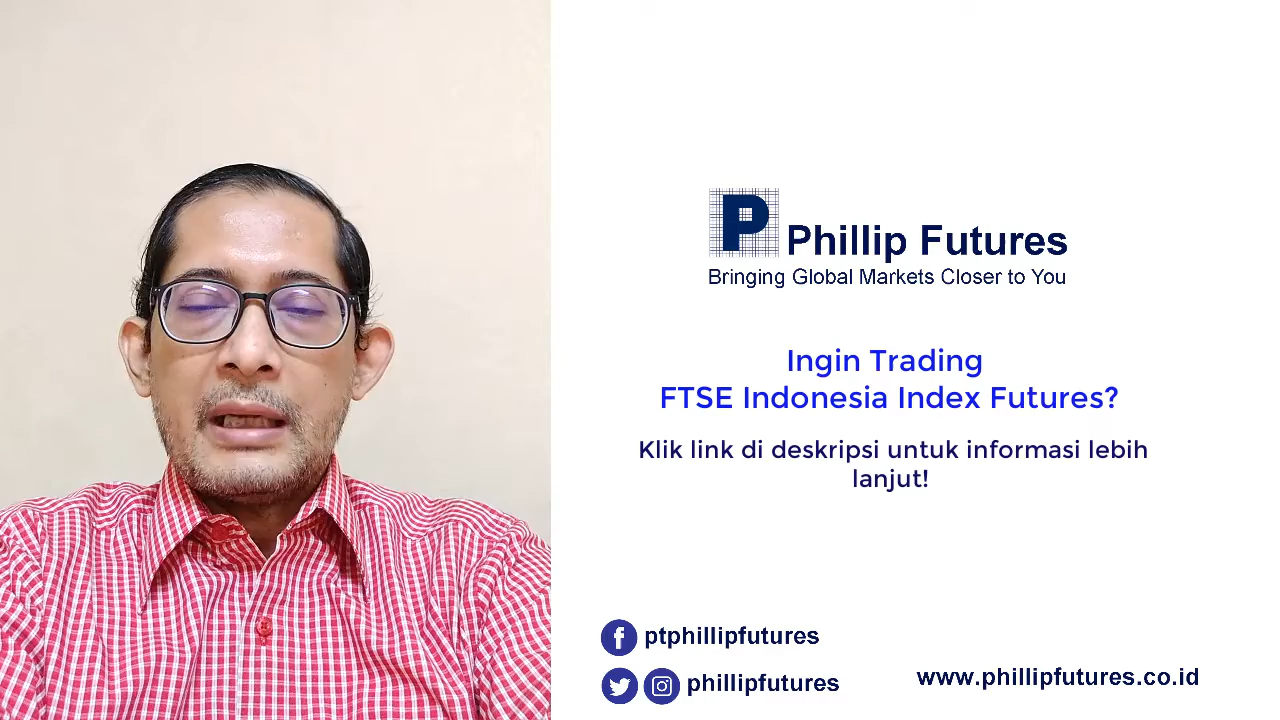 P Phillip Futures
Bringing Global Markets Closer to You
Ingin Trading
FTSE Indonesia Index Futures?
Klik link di deskripsi untuk informasi lebih
lanjut!
ptphillipfutures
phillipfutures
www.phillipfutures.co.id